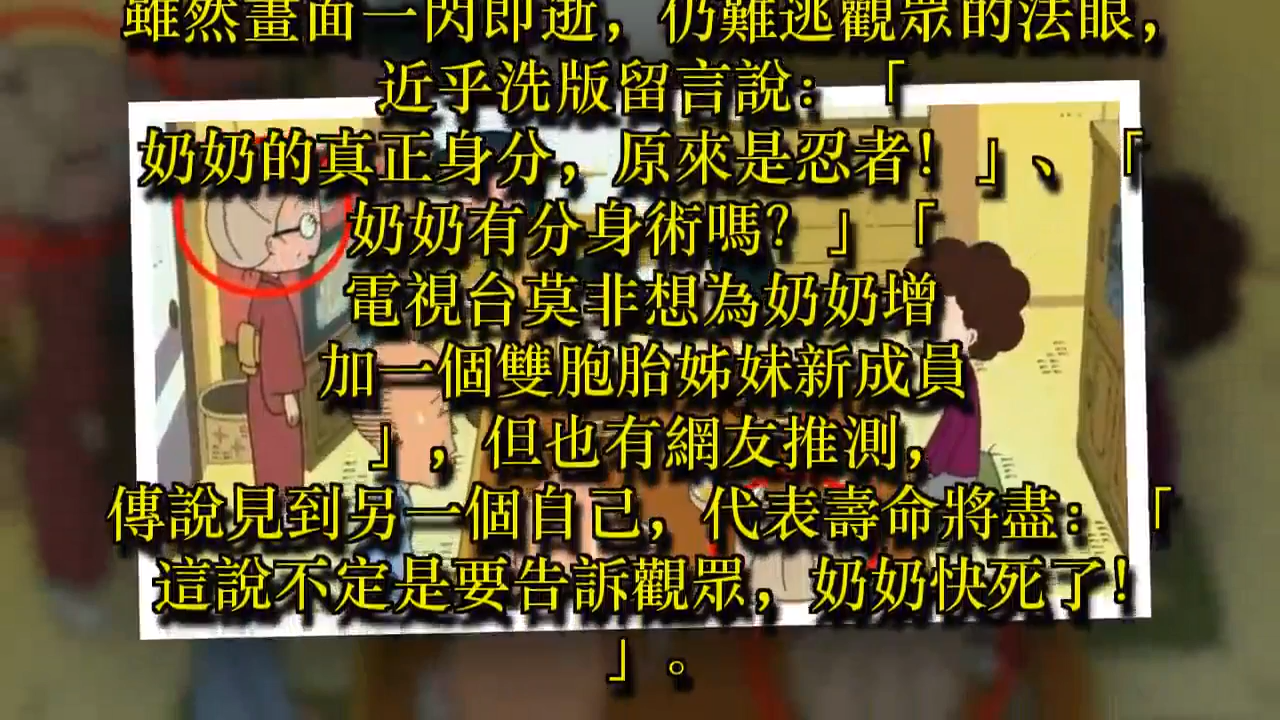 雖然畫面一閃即逝，仍難逃觀眾的法眼，
近乎洗版留言說：「
奶奶的真正身分，原來是忍者！」、「
奶奶有分身術嗎？」「
電視台莫非想為奶奶增
加一個雙胞胎姊妹新成員
」，但也有網友推測，
傳說見到另一個自己，代表壽命將盡：「
這說不定是要告訴觀眾，奶奶快死了！
」。